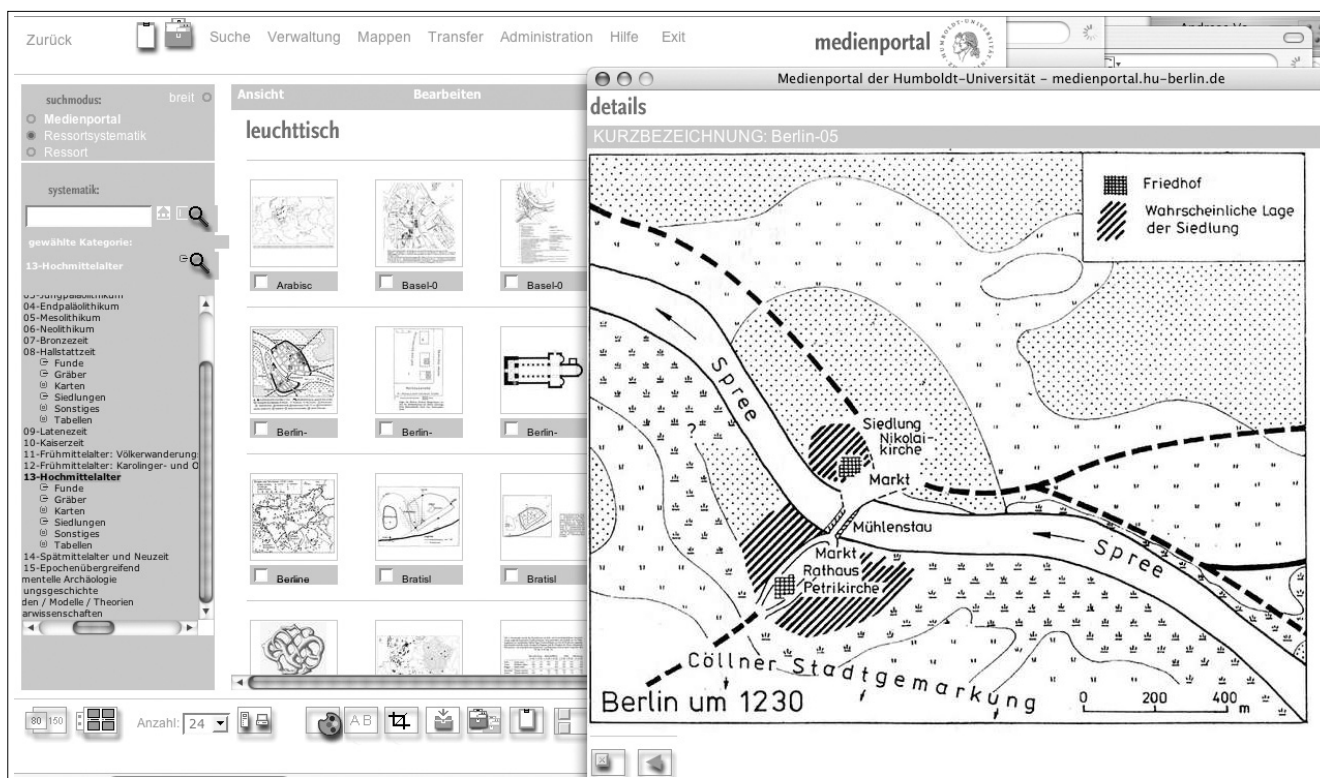 Zurück
Suche Verwaltung Mappen Transfer Administration Hilfe Exit
medienportal
suchmodus:
breit
Medienportal
Ressortsystematik
Ressort
systematik:
gewählte Kategorie:
13-Hochmittelalter
03-Jungpaläolithikum
04-Endpaläolithikum
05-Mesolithikum
06-Neolithikum
07-Bronzezeit
08-Hallstattzeit
Funde
Gräber
Karten
Siedlungen
Sonstiges
Tabellen
09-Latenezeit
10-Kaiserzeit
11-Frühmittelalter: Völkerwanderungs
12-Frühmittelalter: Karolinger- und O
13-Hochmittelalter
Funde
Gräber
Karten
Siedlungen
Sonstiges
Tabellen
14-Spätmittelalter und Neuzeit
15-Epochenübergreifend
mentelle Archäologie
ungsgeschichte
den / Modelle / Theorien
arwissenschaften
Ansicht Bearbeiten
leuchttisch
Arabisc Basel-0 Basel-0
Berlin- Berlin- Berlin-
Berline Bratisl Bratisl
80 150
Anzahl: 24
A B
Medienportal der Humboldt-Universität – medienportal.hu-berlin.de
details
KURZBEZEICHNUNG: Berlin-05
Friedhof
Wahrscheinliche Lage
der Siedlung
Spree
?
Siedlung
Nikolai-
kirche
Markt
Mühlenstau
Markt
Rathaus
Petrikirche
Spree
Cöllner Stadtgemarkung
Berlin um 1230
0 200 400
m